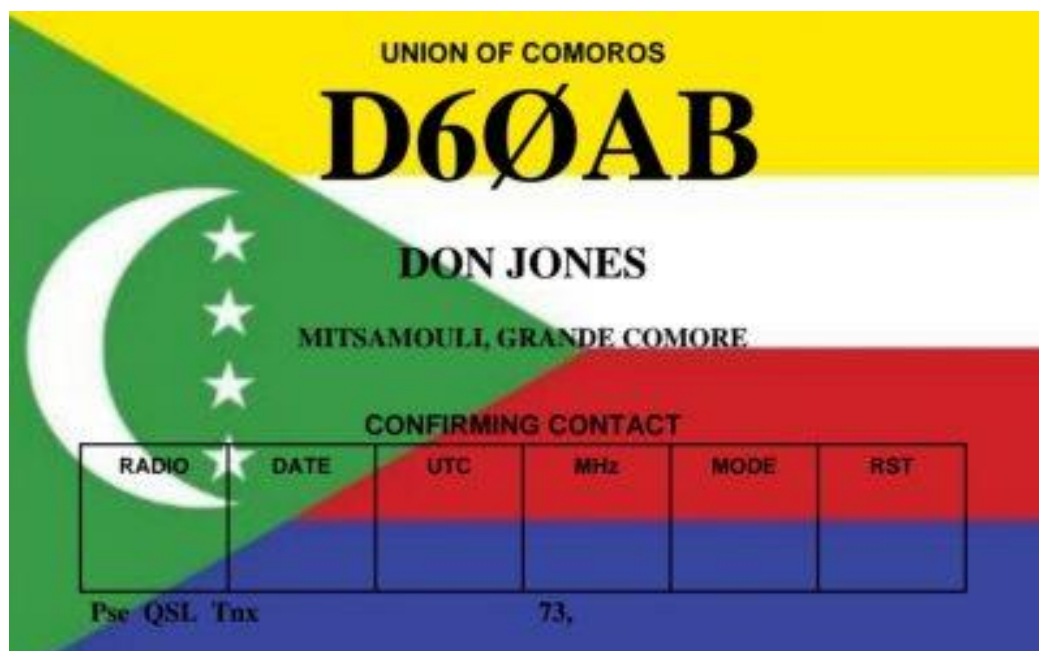 UNION OF COMOROS
D6ØAB
DON JONES
MITSAMOULI, GRANDE COMORE
CONFIRMING CONTACT
RADIO DATE UTC MHz MODE RST
Pse QSL Tnx 73,